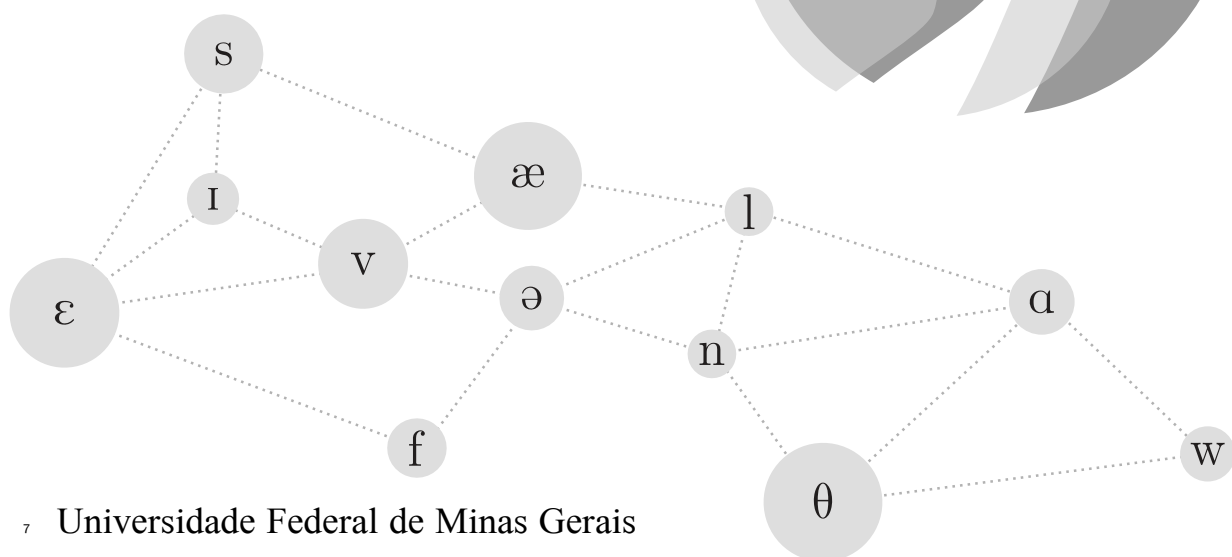 s
æ
ɪ
l
v
ə
ɑ
ɛ
n
f
w
θ
7 Universidade Federal de Minas Gerais